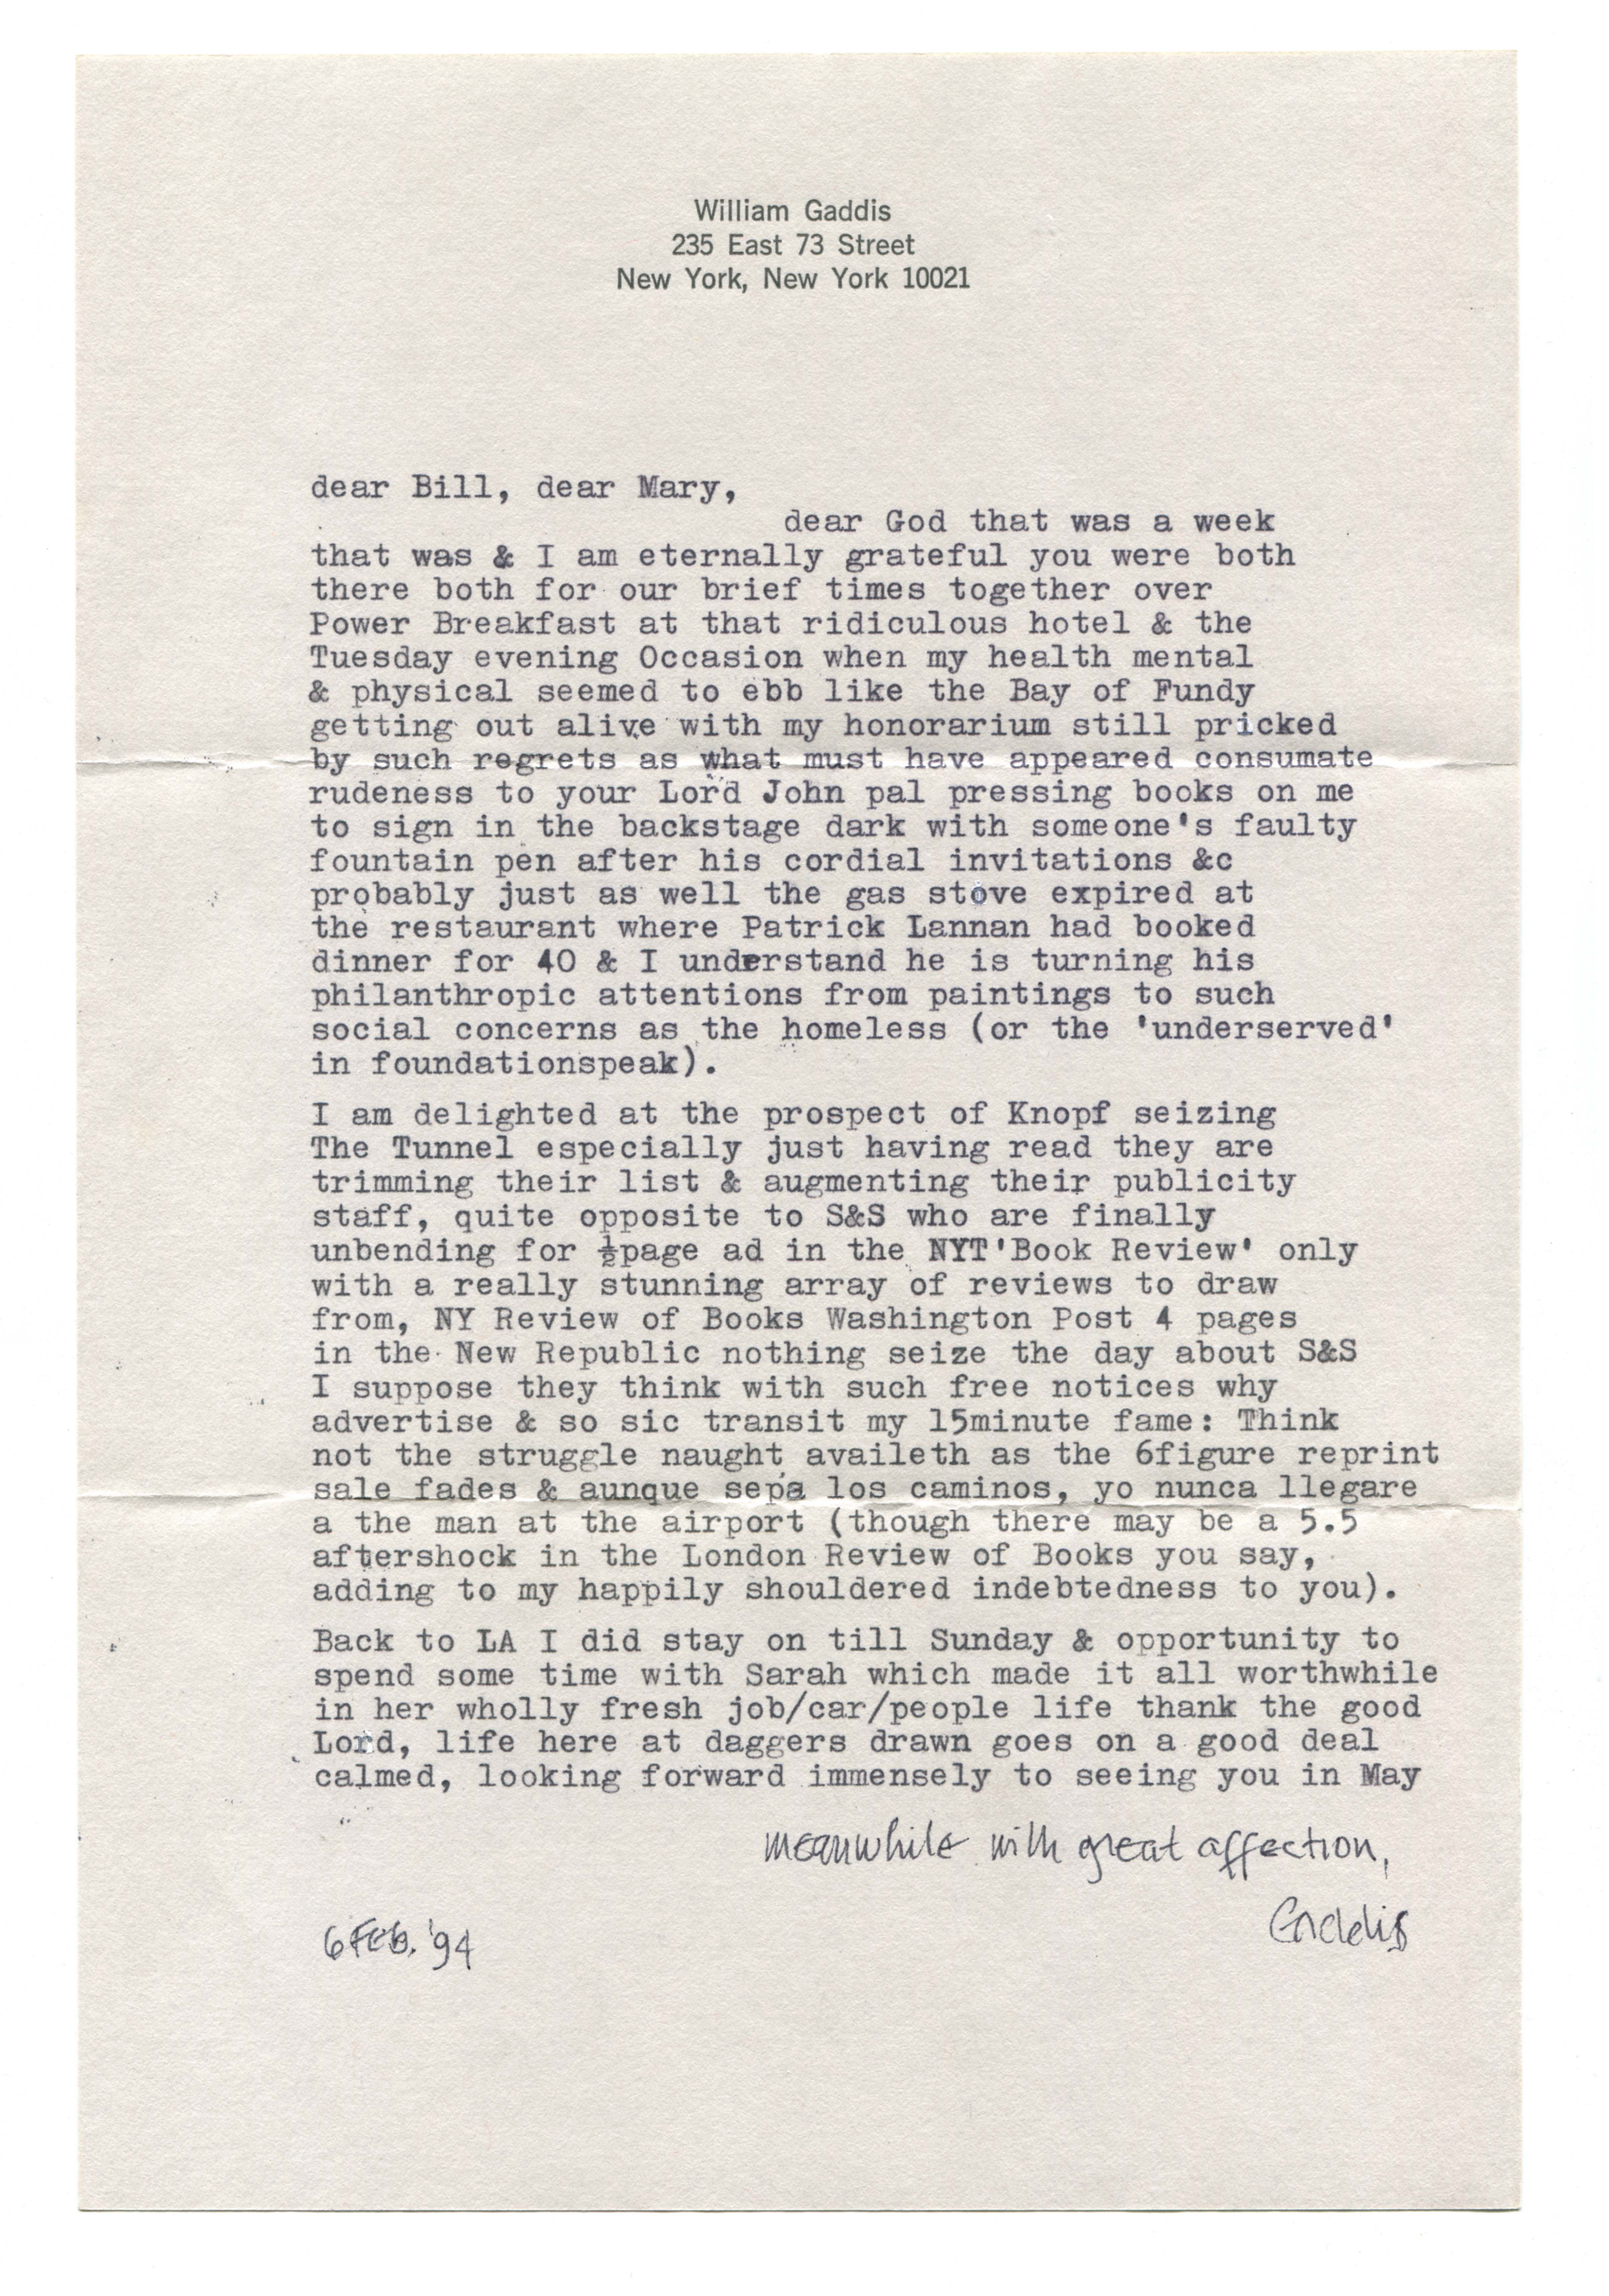 William Gaddis
235 East 73 Street
New York, New York 10021
dear Bill, dear Mary,
dear God that was a week
that was & I am eternally grateful you were both
there both for our brief times together over
Power Breakfast at that ridiculous hotel & the
Tuesday evening Occasion when my health mental
& physical seemed to ebb like the Bay of Fundy
getting out alive with my honorarium still pricked
by such regrets as what must have appeared consumate
rudeness to your Lord John pal pressing books on me
to sign in the backstage dark with someone's faulty
fountain pen after his cordial invitations &c
probably just as well the gas stove expired at
the restaurant where Patrick Lannan had booked
dinner for 40 & I understand he is turning his
philanthropic attentions from paintings to such
social concerns as the homeless (or the 'underserved'
in foundationspeak).
I am delighted at the prospect of Knopf seizing
The Tunnel especially just having read they are
trimming their list & augmenting their publicity
staff, quite opposite to S&S who are finally
unbending for ½page ad in the NYT'Book Review' only
with a really stunning array of reviews to draw
from, NY Review of Books Washington Post 4 pages
in the New Republic nothing seize the day about S&S
I suppose they think with such free notices why
advertise & so sic transit my 15minute fame: Think
not the struggle naught availeth as the 6figure reprint
sale fades & aunque sepa los caminos, yo nunca llegare
a the man at the airport (though there may be a 5.5
aftershock in the London Review of Books you say,
adding to my happily shouldered indebtedness to you).
Back to LA I did stay on till Sunday & opportunity to
spend some time with Sarah which made it all worthwhile
in her wholly fresh job/car/people life thank the good
Lord, life here at daggers drawn goes on a good deal
calmed, looking forward immensely to seeing you in May
meanwhile with great affection,
Gaddis
6 Feb. '94